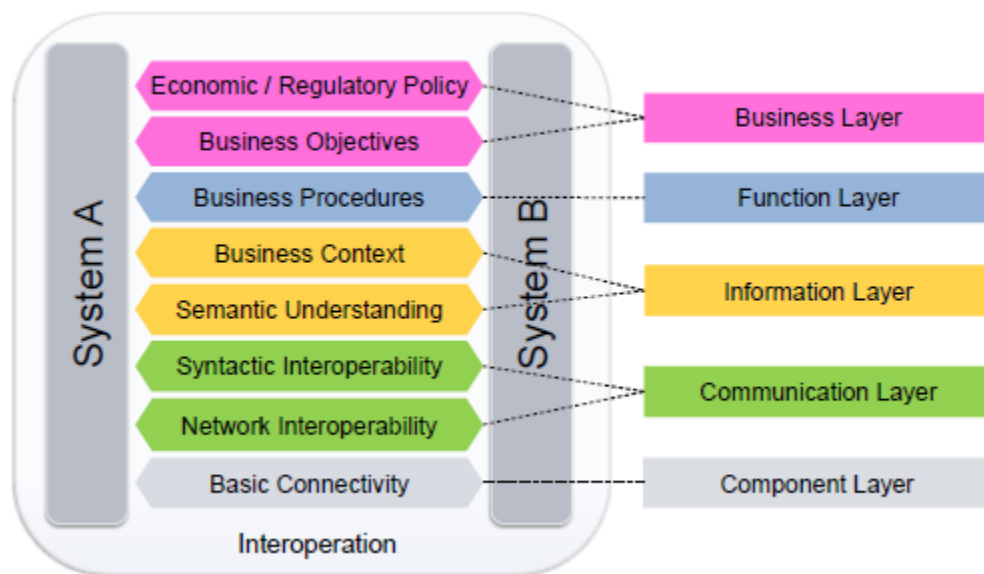 System A
Economic / Regulatory Policy
Business Objectives
Business Procedures
Business Context
Semantic Understanding
Syntactic Interoperability
Network Interoperability
Basic Connectivity
Interoperation
System B
Business Layer
Function Layer
Information Layer
Communication Layer
Component Layer